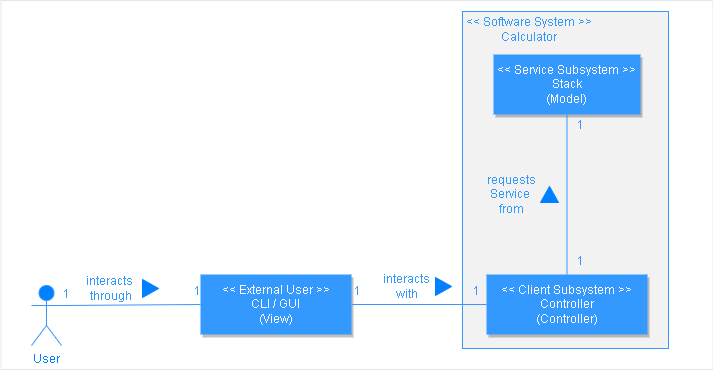 << Software System >>
Calculator
<< Service Subsystem >>
Stack
(Model)
1
requests
Service
from
1
interacts
through
1
1
<< External User >>
CLI / GUI
(View)
1
interacts
with
1
<< Client Subsystem >>
Controller
(Controller)
User